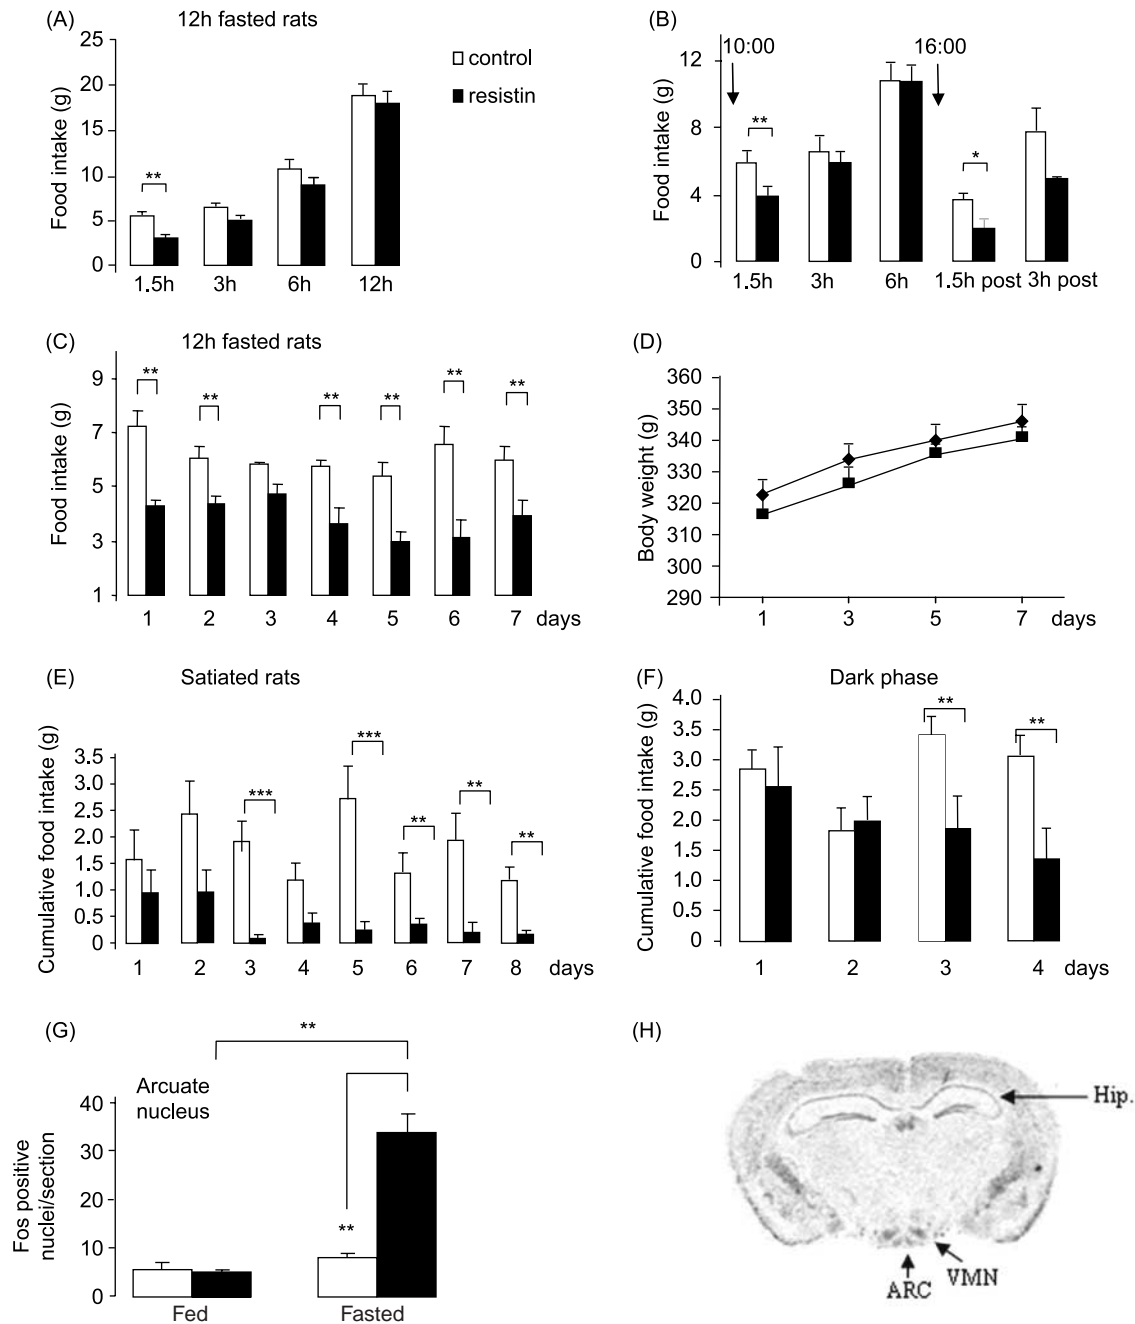 (A) 12h fasted rats
25
20
15
10
5
0
Food intake (g)
control
resistin
**
1.5h 3h 6h 12h
(B)
10:00 16:00
12
8
4
0
Food intake (g)
** *
1.5h 3h 6h 1.5h post 3h post
(C) 12h fasted rats
9
7
5
3
1
Food intake (g)
** ** ** ** ** **
1 2 3 4 5 6 7 days
(D)
360
350
340
330
320
310
300
290
Body weight (g)
1 3 5 7 days
(E) Satiated rats
3.5
3.0
2.5
2.0
1.5
1.0
0.5
0
Cumulative food intake (g)
*** *** ** ** **
1 2 3 4 5 6 7 8 days
(F) Dark phase
4.0
3.5
3.0
2.5
2.0
1.5
1.0
0.5
0
Cumulative food intake (g)
** **
1 2 3 4 days
(G)
**
Arcuate
nucleus
40
30
20
10
0
Fos positive
nuclei/section
**
Fed Fasted
(H)
Hip.
VMN
ARC